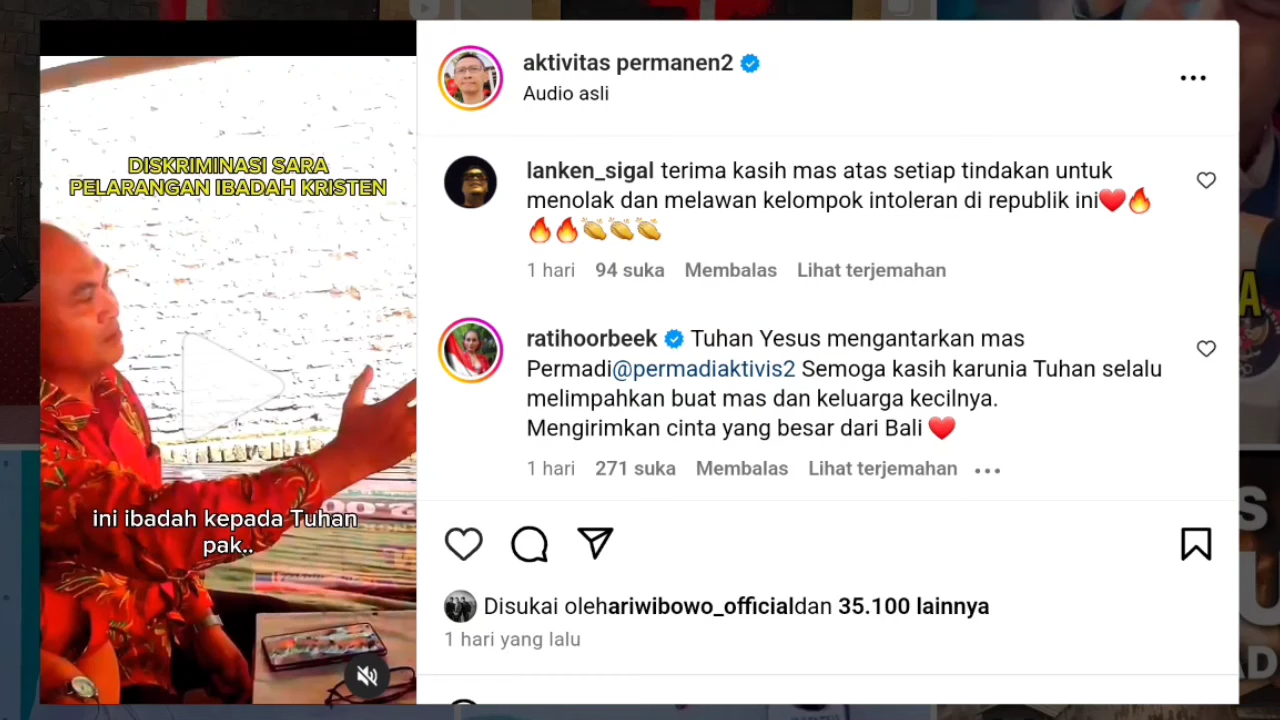 DISKRIMINASI SARA
PELARANGAN IBADAH KRISTEN
ini ibadah kepada Tuhan
pak..
aktivitas permanen2
Audio asli
lanken_sigal terima kasih mas atas setiap tindakan untuk
menolak dan melawan kelompok intoleran di republik ini❤️🔥
🔥🔥👏👏👏
1 hari 94 suka Membalas Lihat terjemahan
ratihoorbeek Tuhan Yesus mengantarkan mas
Permadi@permadiaktivis2 Semoga kasih karunia Tuhan selalu
melimpahkan buat mas dan keluarga kecilnya.
Mengirimkan cinta yang besar dari Bali ❤️
1 hari 271 suka Membalas Lihat terjemahan
Disukai olehariwibowo_officialdan 35.100 lainnya
1 hari yang lalu